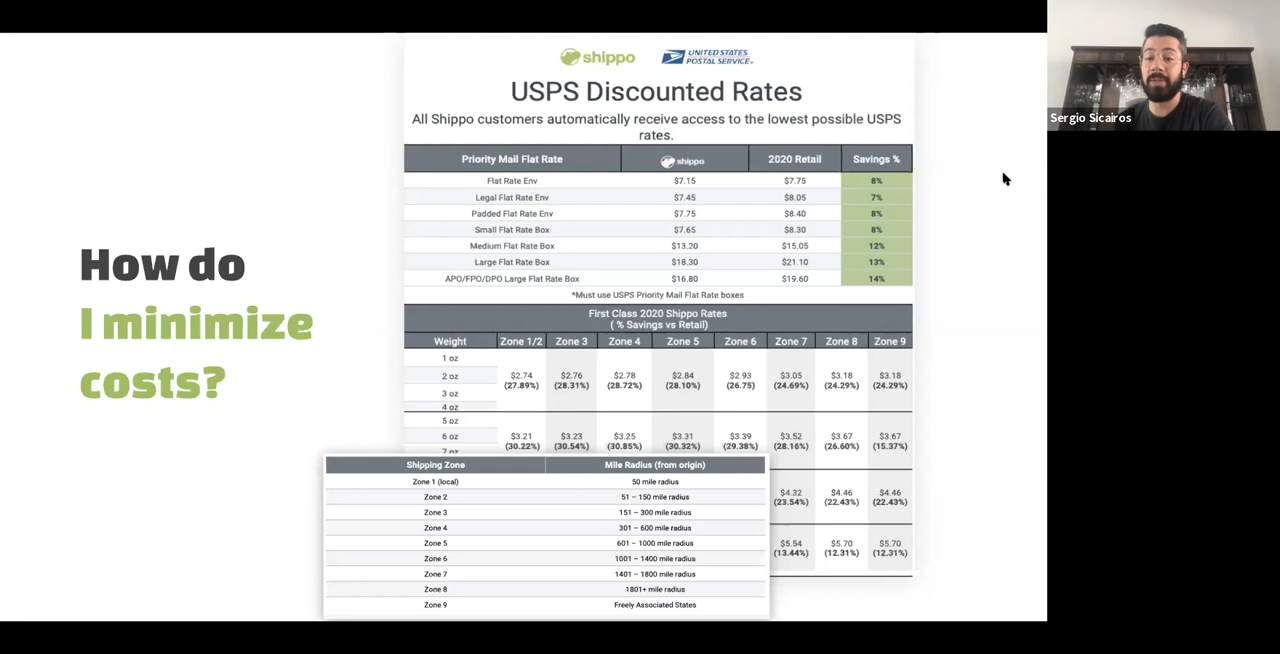 How do
I minimize
costs?
shippo
UNITED STATES
POSTAL SERVICE®
USPS Discounted Rates
All Shippo customers automatically receive access to the lowest possible USPS
rates.
Priority Mail Flat Rate shippo 2020 Retail Savings %
Flat Rate Env $7.15 $7.75 8%
Legal Flat Rate Env $7.45 $8.05 7%
Padded Flat Rate Env $7.75 $8.40 8%
Small Flat Rate Box $7.65 $8.30 8%
Medium Flat Rate Box $13.20 $15.05 12%
Large Flat Rate Box $18.30 $21.10 13%
APO/FPO/DPO Large Flat Rate Box $16.80 $19.60 14%
*Must use USPS Priority Mail Flat Rate boxes
First Class 2020 Shippo Rates
( % Savings vs Retail)
Weight Zone 1/2 Zone 3 Zone 4 Zone 5 Zone 6 Zone 7 Zone 8 Zone 9
1 oz
2 oz $2.74 $2.76 $2.78 $2.84 $2.93 $3.05 $3.18 $3.18
(27.89%) (28.31%) (28.72%) (28.10%) (26.75) (24.69%) (24.29%) (24.29%)
3 oz
4 oz
5 oz
6 oz $3.21 $3.23 $3.25 $3.31 $3.39 $3.52 $3.67 $3.67
(30.22%) (30.54%) (30.85%) (30.32%) (29.38%) (28.16%) (26.60%) (15.37%)
7 oz
$4.32 $4.46 $4.46
(23.54%) (22.43%) (22.43%)
$5.54 $5.70 $5.70
(13.44%) (12.31%) (12.31%)
Shipping Zone Mile Radius (from origin)
Zone 1 (local) 50 mile radius
Zone 2 51 – 150 mile radius
Zone 3 151 – 300 mile radius
Zone 4 301 – 600 mile radius
Zone 5 601 – 1000 mile radius
Zone 6 1001 – 1400 mile radius
Zone 7 1401 – 1800 mile radius
Zone 8 1801+ mile radius
Zone 9 Freely Associated States
Sergio Sicairos